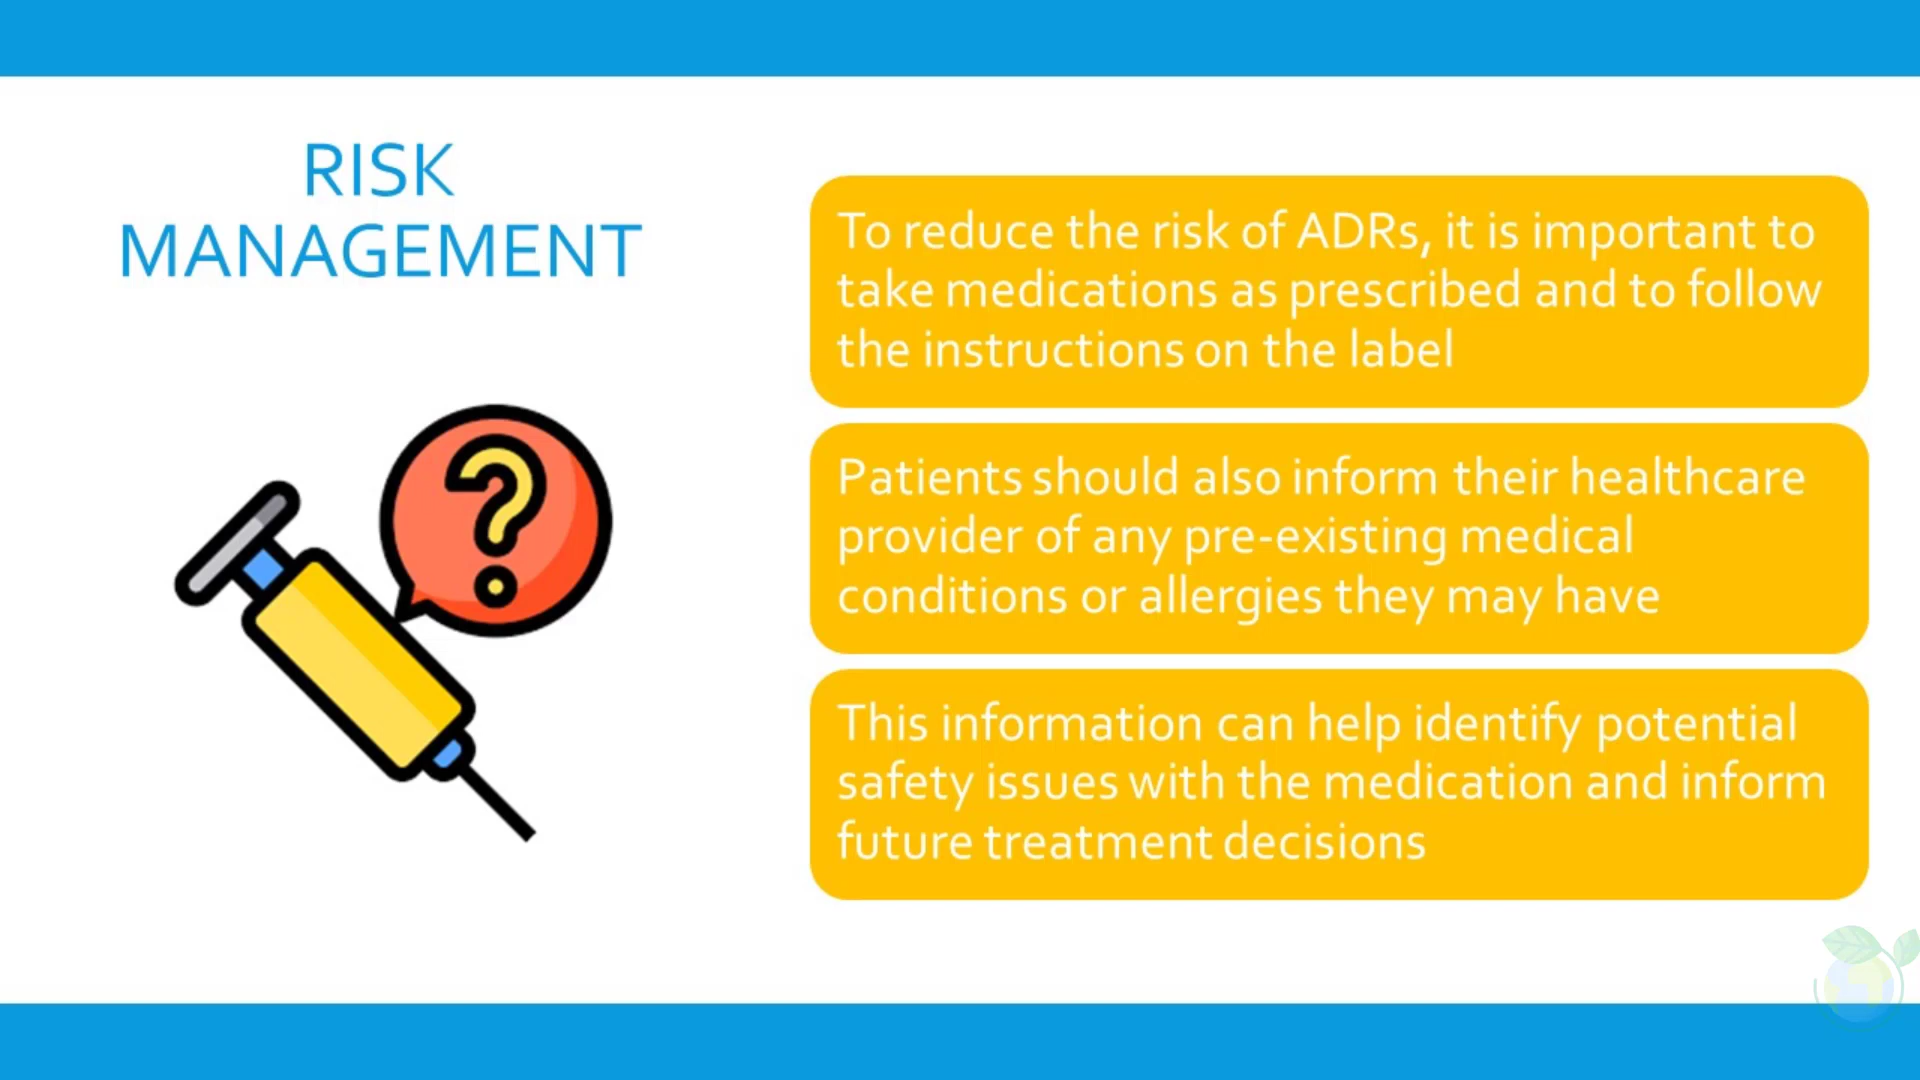 RISK
MANAGEMENT
To reduce the risk of ADRs, it is important to
take medications as prescribed and to follow
the instructions on the label
Patients should also inform their healthcare
provider of any pre-existing medical
conditions or allergies they may have
This information can help identify potential
safety issues with the medication and inform
future treatment decisions